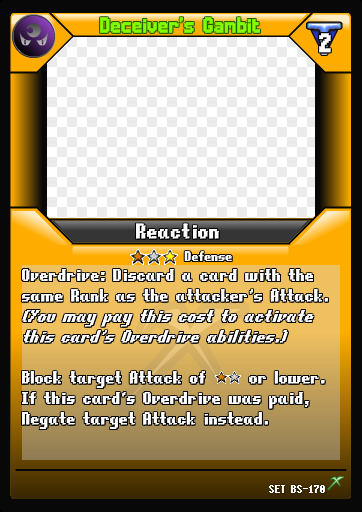 Deceiver's Gambit
2
Reaction
Defense
Overdrive: Discard a card with the
same Rank as the attacker's Attack.
(You may pay this cost to activate
this card's Overdrive abilities.)
Block target Attack of or lower.
If this card's Overdrive was paid,
Negate target Attack instead.
SET BS-170